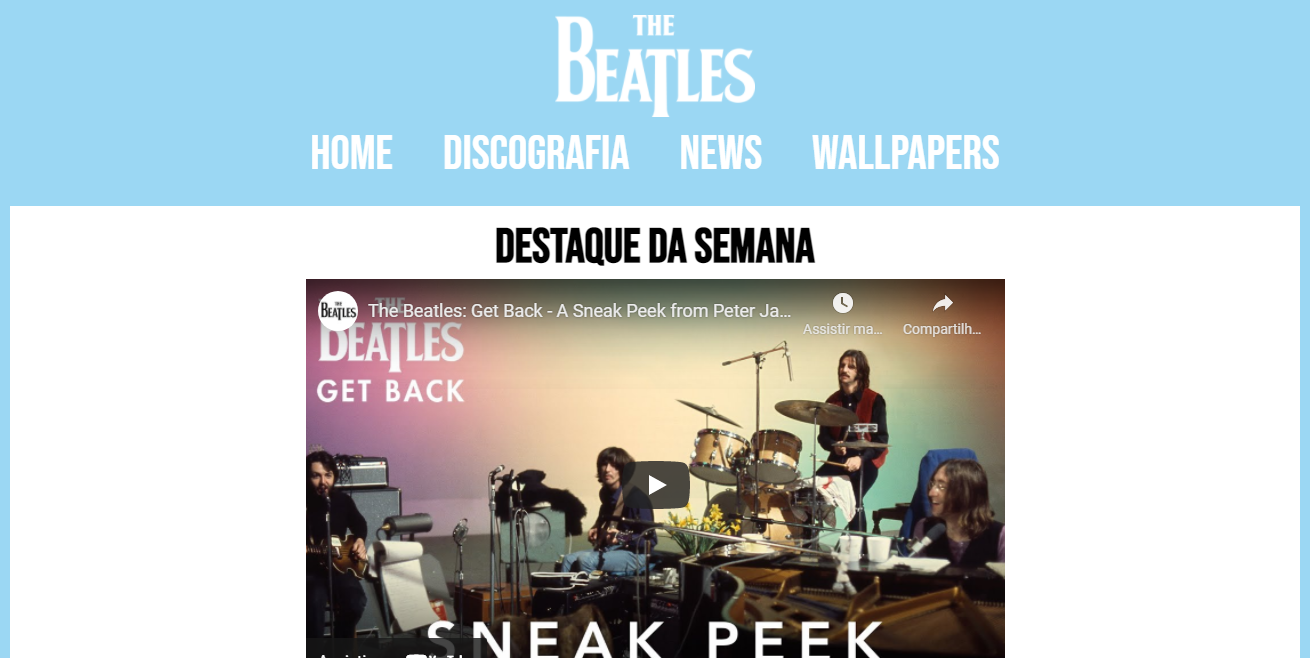 THE
BEATLES
HOME DISCOGRAFIA NEWS WALLPAPERS
DESTAQUE DA SEMANA
THE BEATLES
The Beatles: Get Back - A Sneak Peek from Peter Ja...
Assistir ma...
Compartilh...
THE
BEATLES
GET BACK
SNEAK PEEK